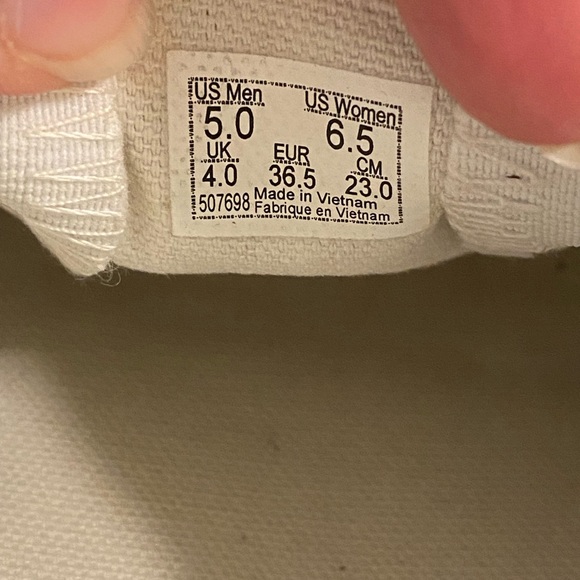 US Men US Women
5.0 6.5
UK EUR CM
4.0 36.5 23.0
507698 Made in Vietnam
Fabrique en Vietnam